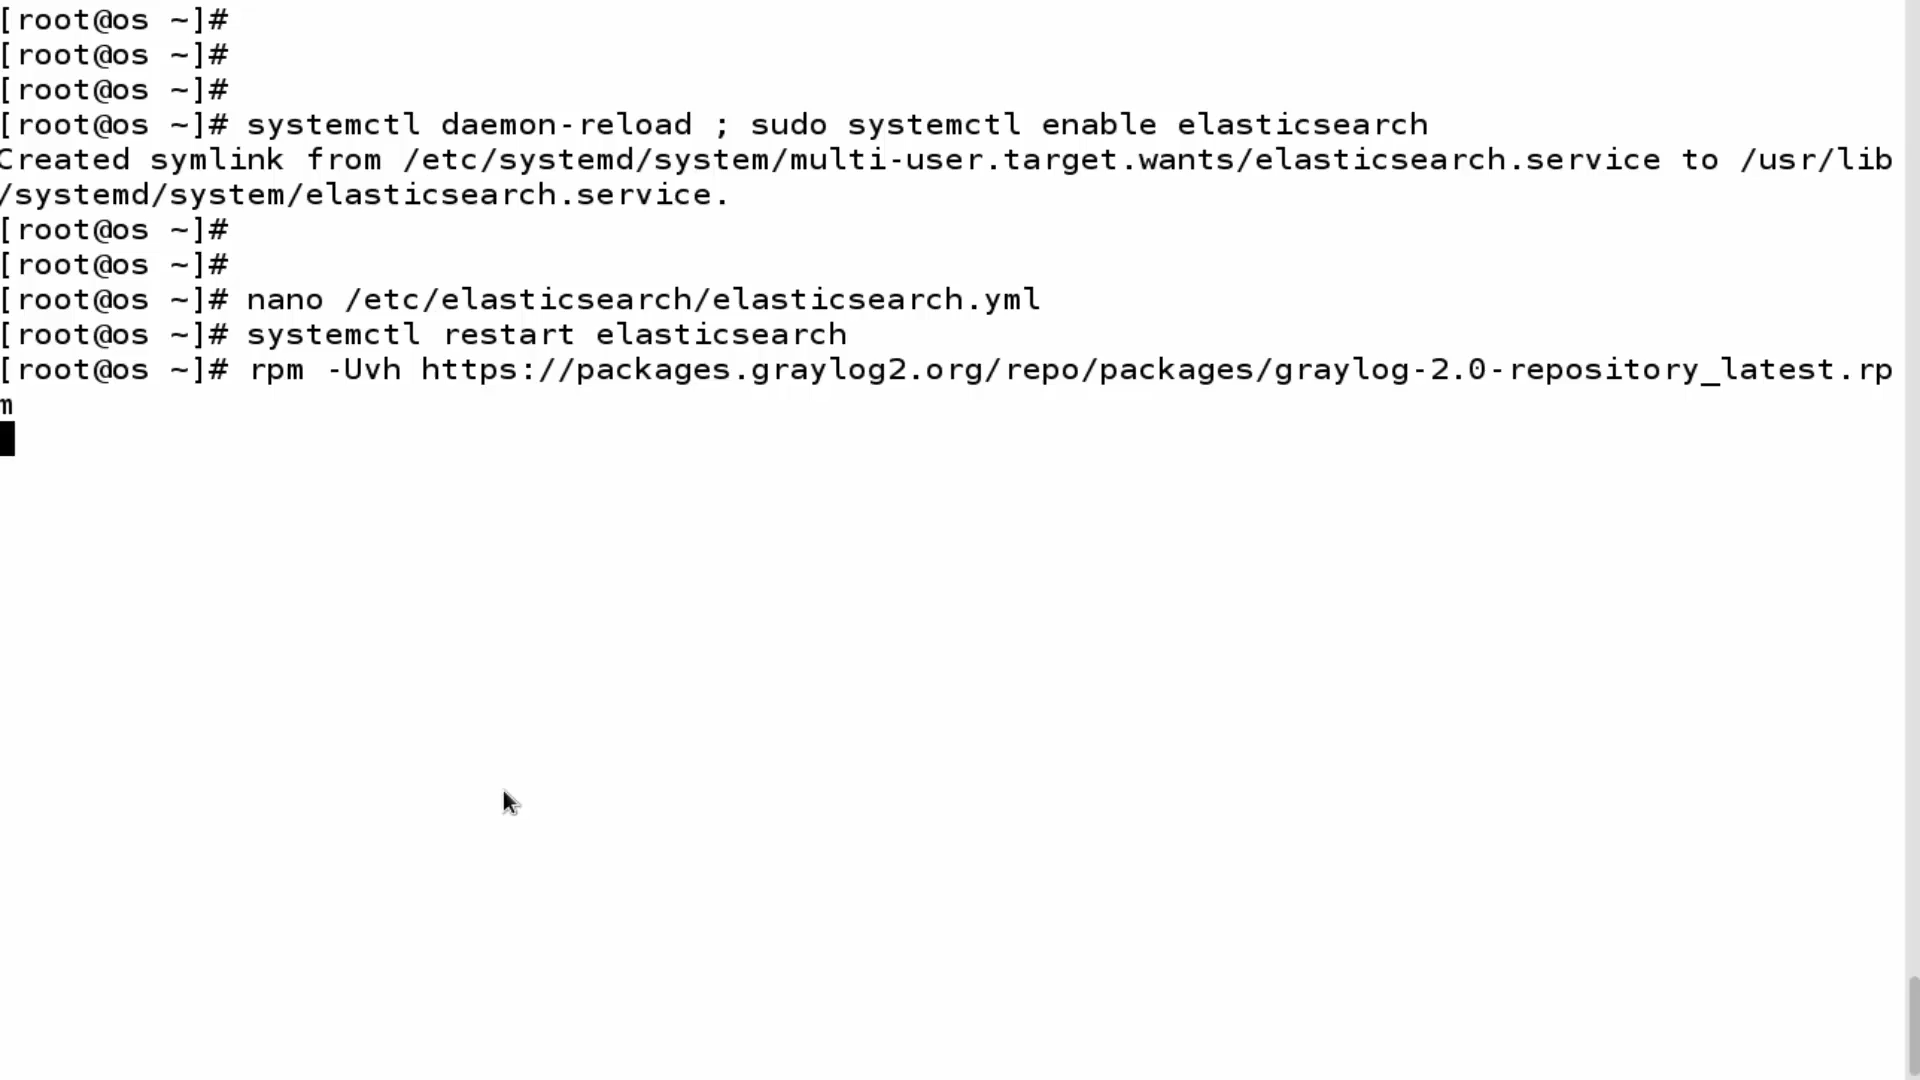 [root@os ~]#
[root@os ~]#
[root@os ~]#
[root@os ~]# systemctl daemon-reload ; sudo systemctl enable elasticsearch
Created symlink from /etc/systemd/system/multi-user.target.wants/elasticsearch.service to /usr/lib
/systemd/system/elasticsearch.service.
[root@os ~]#
[root@os ~]#
[root@os ~]# nano /etc/elasticsearch/elasticsearch.yml
[root@os ~]# systemctl restart elasticsearch
[root@os ~]# rpm -Uvh https://packages.graylog2.org/repo/packages/graylog-2.0-repository_latest.rp
m